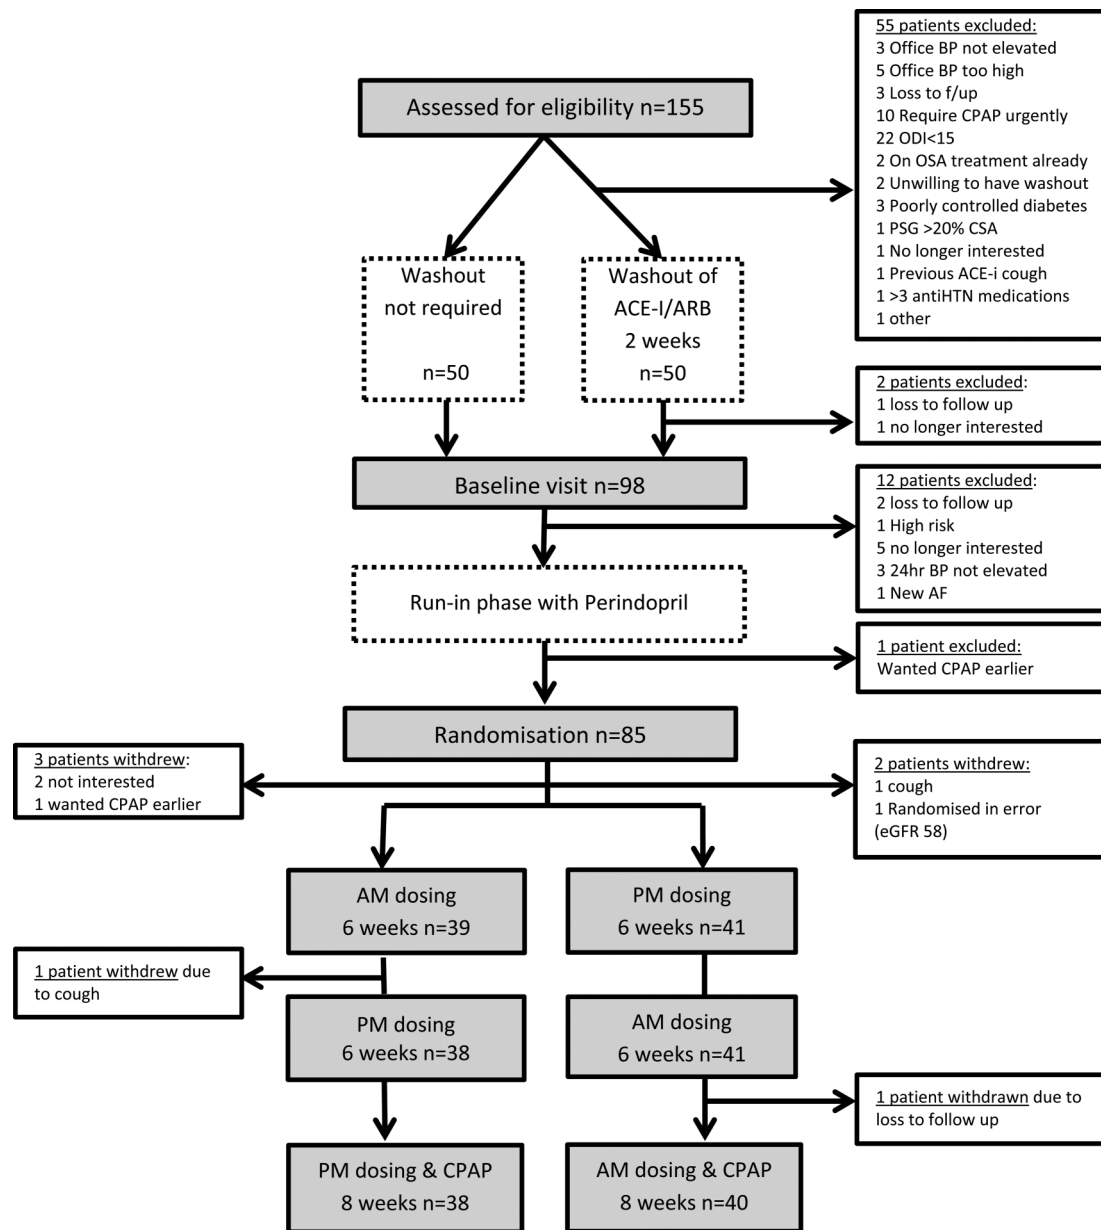 55 patients excluded:
3 Office BP not elevated
5 Office BP too high
3 Loss to f/up
10 Require CPAP urgently
22 ODI<15
2 On OSA treatment already
2 Unwilling to have washout
3 Poorly controlled diabetes
1 PSG >20% CSA
1 No longer interested
1 Previous ACE-i cough
1 >3 antiHTN medications
1 other
Assessed for eligibility n=155
Washout
not required
n=50
Washout of
ACE-I/ARB
2 weeks
n=50
2 patients excluded:
1 loss to follow up
1 no longer interested
Baseline visit n=98
12 patients excluded:
2 loss to follow up
1 High risk
5 no longer interested
3 24hr BP not elevated
1 New AF
Run-in phase with Perindopril
1 patient excluded:
Wanted CPAP earlier
Randomisation n=85
3 patients withdrew:
2 not interested
1 wanted CPAP earlier
2 patients withdrew:
1 cough
1 Randomised in error
(eGFR 58)
AM dosing
6 weeks n=39
PM dosing
6 weeks n=41
1 patient withdrew due
to cough
PM dosing
6 weeks n=38
AM dosing
6 weeks n=41
1 patient withdrawn due to
loss to follow up
PM dosing & CPAP
8 weeks n=38
AM dosing & CPAP
8 weeks n=40